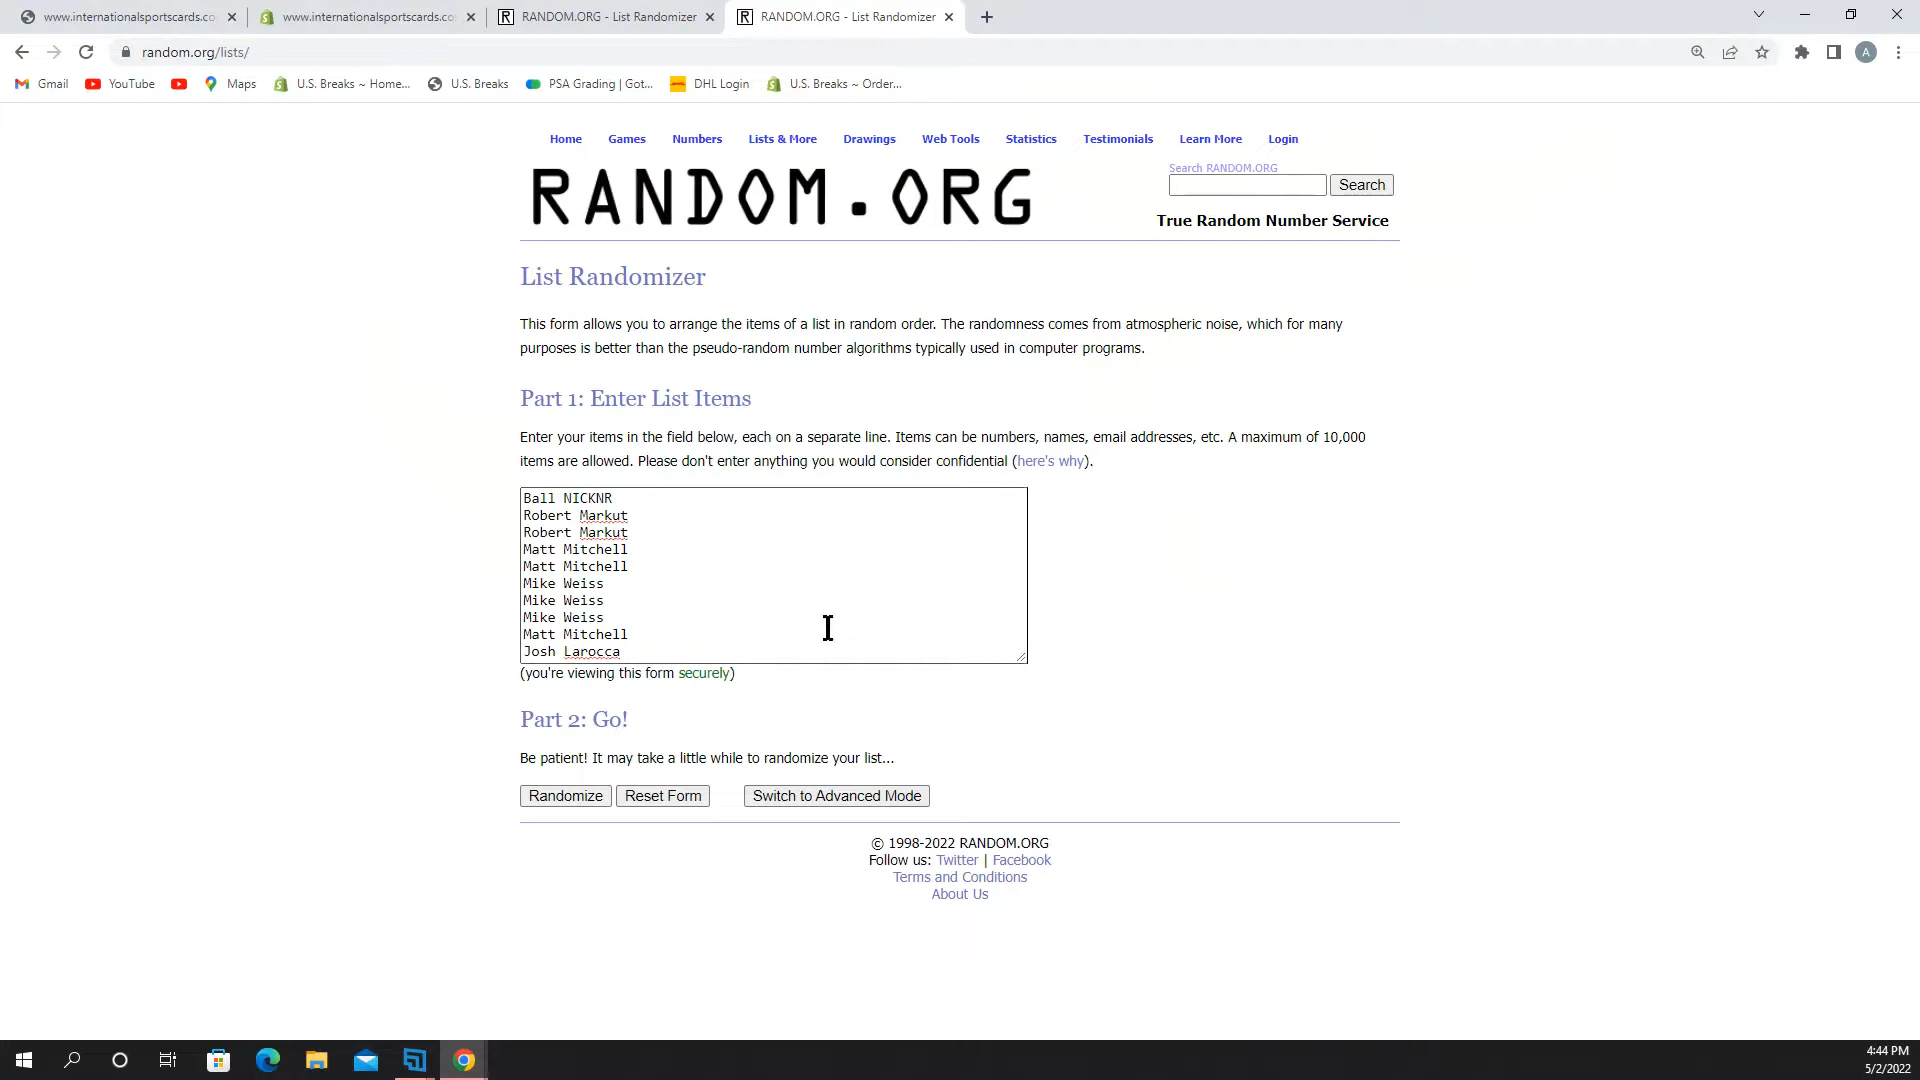 www.internationalsportscards.co
www.internationalsportscards.co
RANDOM.ORG - List Randomizer
RANDOM.ORG - List Randomizer
random.org/lists/
A
Gmail
YouTube
Maps
U.S. Breaks ~ Home...
U.S. Breaks
PSA Grading | Got...
DHL Login
U.S. Breaks ~ Order...
Home Games Numbers Lists & More Drawings Web Tools Statistics Testimonials Learn More Login
RANDOM.ORG
Search RANDOM.ORG
Search
True Random Number Service
List Randomizer
This form allows you to arrange the items of a list in random order. The randomness comes from atmospheric noise, which for many
purposes is better than the pseudo-random number algorithms typically used in computer programs.
Part 1: Enter List Items
Enter your items in the field below, each on a separate line. Items can be numbers, names, email addresses, etc. A maximum of 10,000
items are allowed. Please don't enter anything you would consider confidential (here's why).
Ball NICKNR
Robert Markut
Robert Markut
Matt Mitchell
Matt Mitchell
Mike Weiss
Mike Weiss
Mike Weiss
Matt Mitchell
Josh Larocca
(you're viewing this form securely)
Part 2: Go!
Be patient! It may take a little while to randomize your list...
Randomize Reset Form Switch to Advanced Mode
© 1998-2022 RANDOM.ORG
Follow us: Twitter | Facebook
Terms and Conditions
About Us
4:44 PM
5/2/2022